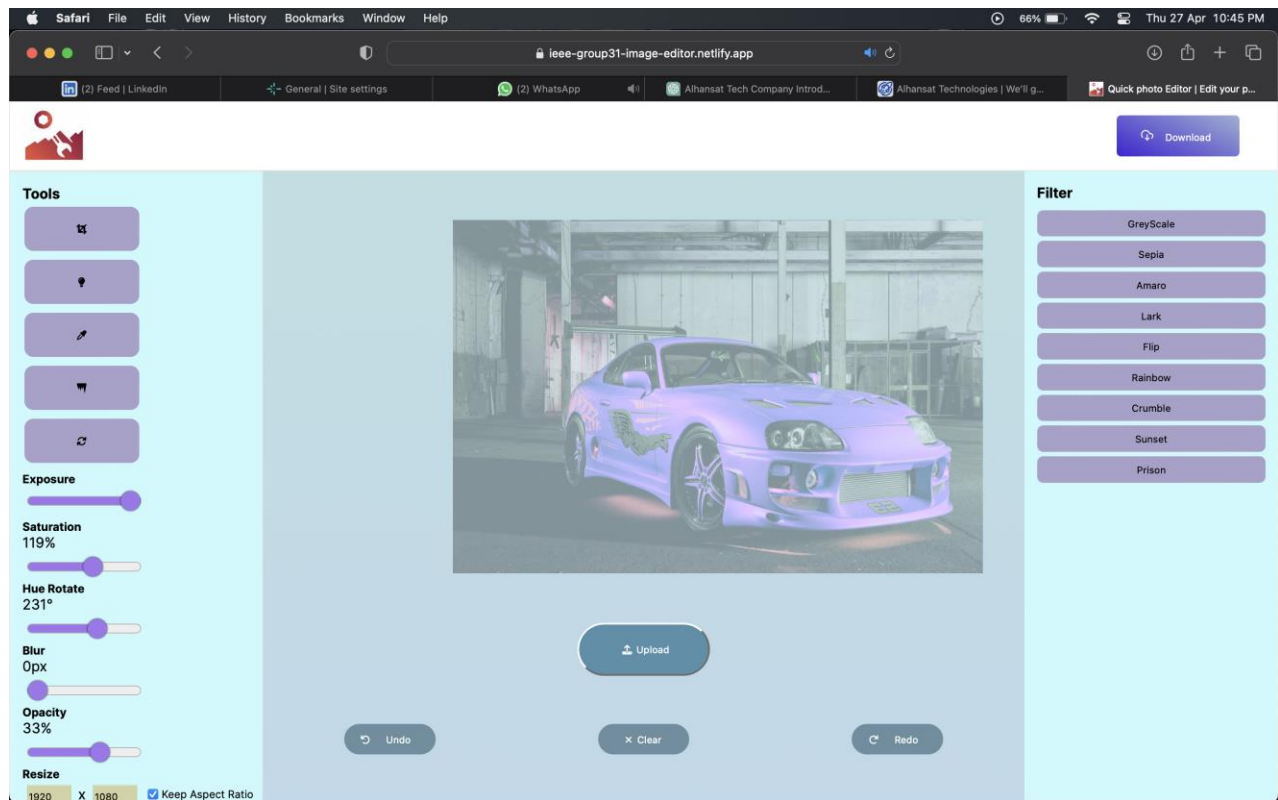 Safari File Edit View History Bookmarks Window Help 66% Thu 27 Apr 10:45 PM
ieee-group31-image-editor.netlify.app
(2) Feed | LinkedIn General | Site settings (2) WhatsApp Alhansat Tech Company Introd... Alhansat Technologies | We'll g... Quick photo Editor | Edit your p...
Download
Tools
Exposure
Saturation
119%
Hue Rotate
231°
Blur
0px
Opacity
33%
Resize
1920 X 1080 Keep Aspect Ratio
Upload
Undo Clear Redo
Filter
GreyScale
Sepia
Amaro
Lark
Flip
Rainbow
Crumble
Sunset
Prison